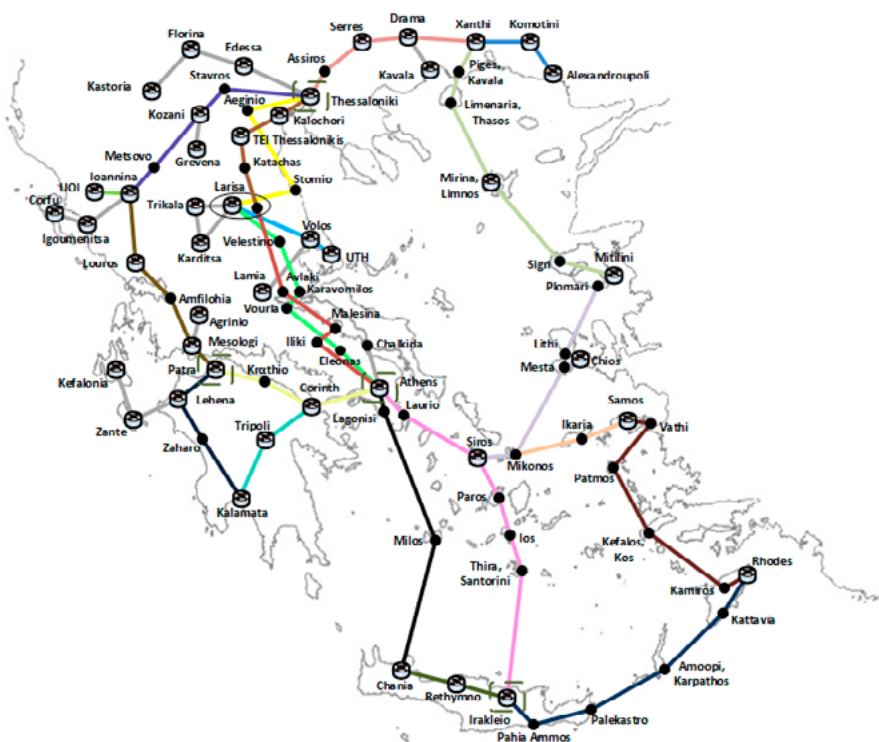 Florina
Edessa
Kastoria
Stavros
Aeginio
Assiros
Serres
Drama
Xanthi
Komotini
Kavala
Piges,
Kavala
Alexandroupoli
Thessaloniki
Limenaria,
Thasos
Kozani
Kalochori
TEI Thessalonikis
Grevena
Metsovo
Katachas
Stomio
Mirina,
Limnos
UOI
Ioannina
Corfu
Igoumenitsa
Trikala
Larisa
Karditsa
Velestino
Volos
UTH
Sigri
Mitilini
Plomari
Louros
Lamia
Avlaki
Karavomilos
Vourla
Malesina
Amfilohia
Agrinio
Mesologi
Iliki
Eleonas
Chalkida
Lithi
Chios
Mesta
Patra
Krathio
Kefalonia
Lehena
Corinth
Athens
Lagonisi
Laurio
Zante
Zaharo
Tripoli
Siros
Mikonos
Ikaria
Samos
Vathi
Kalamata
Patmos
Paros
Milos
Ios
Kefalos,
Kos
Thira,
Santorini
Rhodes
Kamiros
Kattavia
Chania
Rethymno
Irakleio
Pahia Ammos
Palekastro
Amoopi,
Karpathos